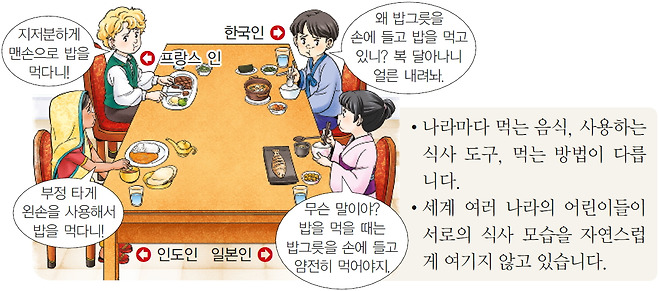 지저분하게
맨손으로 밥을
먹다니!
프랑스 인
한국인
왜 밥그릇을
손에 들고 밥을 먹고
있니? 복 달아나니
얼른 내려놔.
부정 타게
왼손을 사용해서
밥을 먹다니!
인도인
일본인
무슨 말이야?
밥을 먹을 때는
밥그릇을 손에 들고
얌전히 먹어야지.
• 나라마다 먹는 음식, 사용하는
식사 도구, 먹는 방법이 다릅
니다.
• 세계 여러 나라의 어린이들이
서로의 식사 모습을 자연스럽
게 여기지 않고 있습니다.